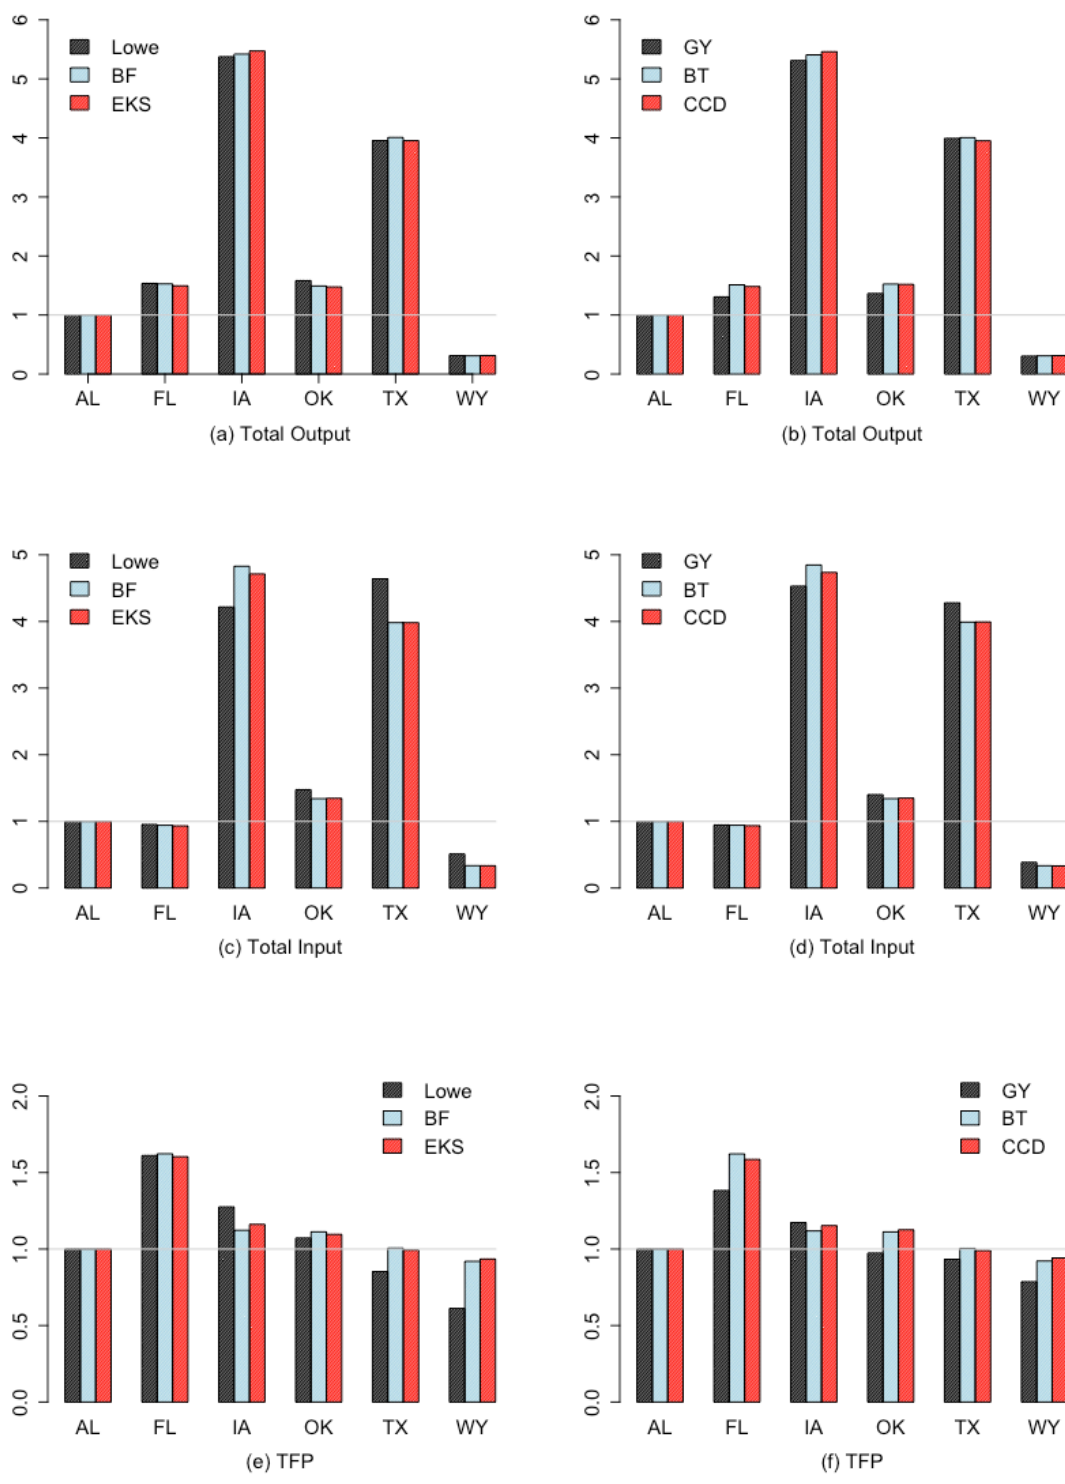 6
5
4
3
2
1
0
Lowe
BF
EKS
AL FL IA OK TX WY
(a) Total Output
6
5
4
3
2
1
0
GY
BT
CCD
AL FL IA OK TX WY
(b) Total Output
5
4
3
2
1
0
Lowe
BF
EKS
AL FL IA OK TX WY
(c) Total Input
5
4
3
2
1
0
GY
BT
CCD
AL FL IA OK TX WY
(d) Total Input
2.0
1.5
1.0
0.5
0.0
Lowe
BF
EKS
AL FL IA OK TX WY
(e) TFP
2.0
1.5
1.0
0.5
0.0
GY
BT
CCD
AL FL IA OK TX WY
(f) TFP